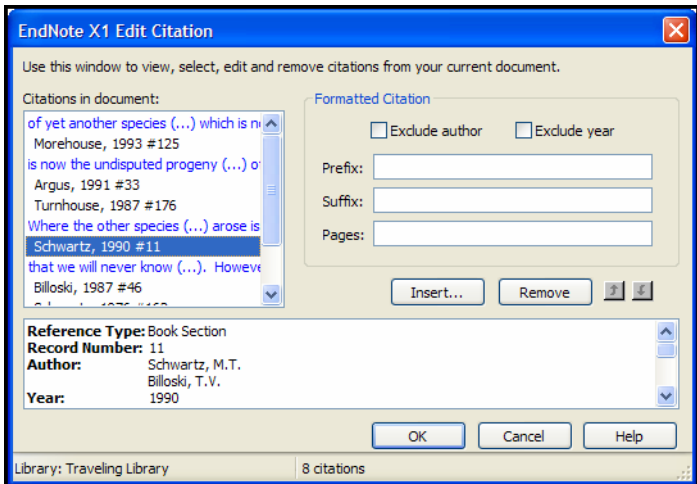 EndNote X1 Edit Citation
Use this window to view, select, edit and remove citations from your current document.
Citations in document:
of yet another species (...) which is
Morehouse, 1993 #125
is now the undisputed progeny (...)
Argus, 1991 #33
Turnhouse, 1987 #176
Where the other species (...) arose is
Schwartz, 1990 #11
that we will never know (...). Howeve
Billoski, 1987 #46
Formatted Citation
Exclude author Exclude year
Prefix:
Suffix:
Pages:
Insert... Remove
Reference Type: Book Section
Record Number: 11
Author: Schwartz, M.T.
Billoski, T.V.
Year: 1990
OK Cancel Help
Library: Traveling Library 8 citations